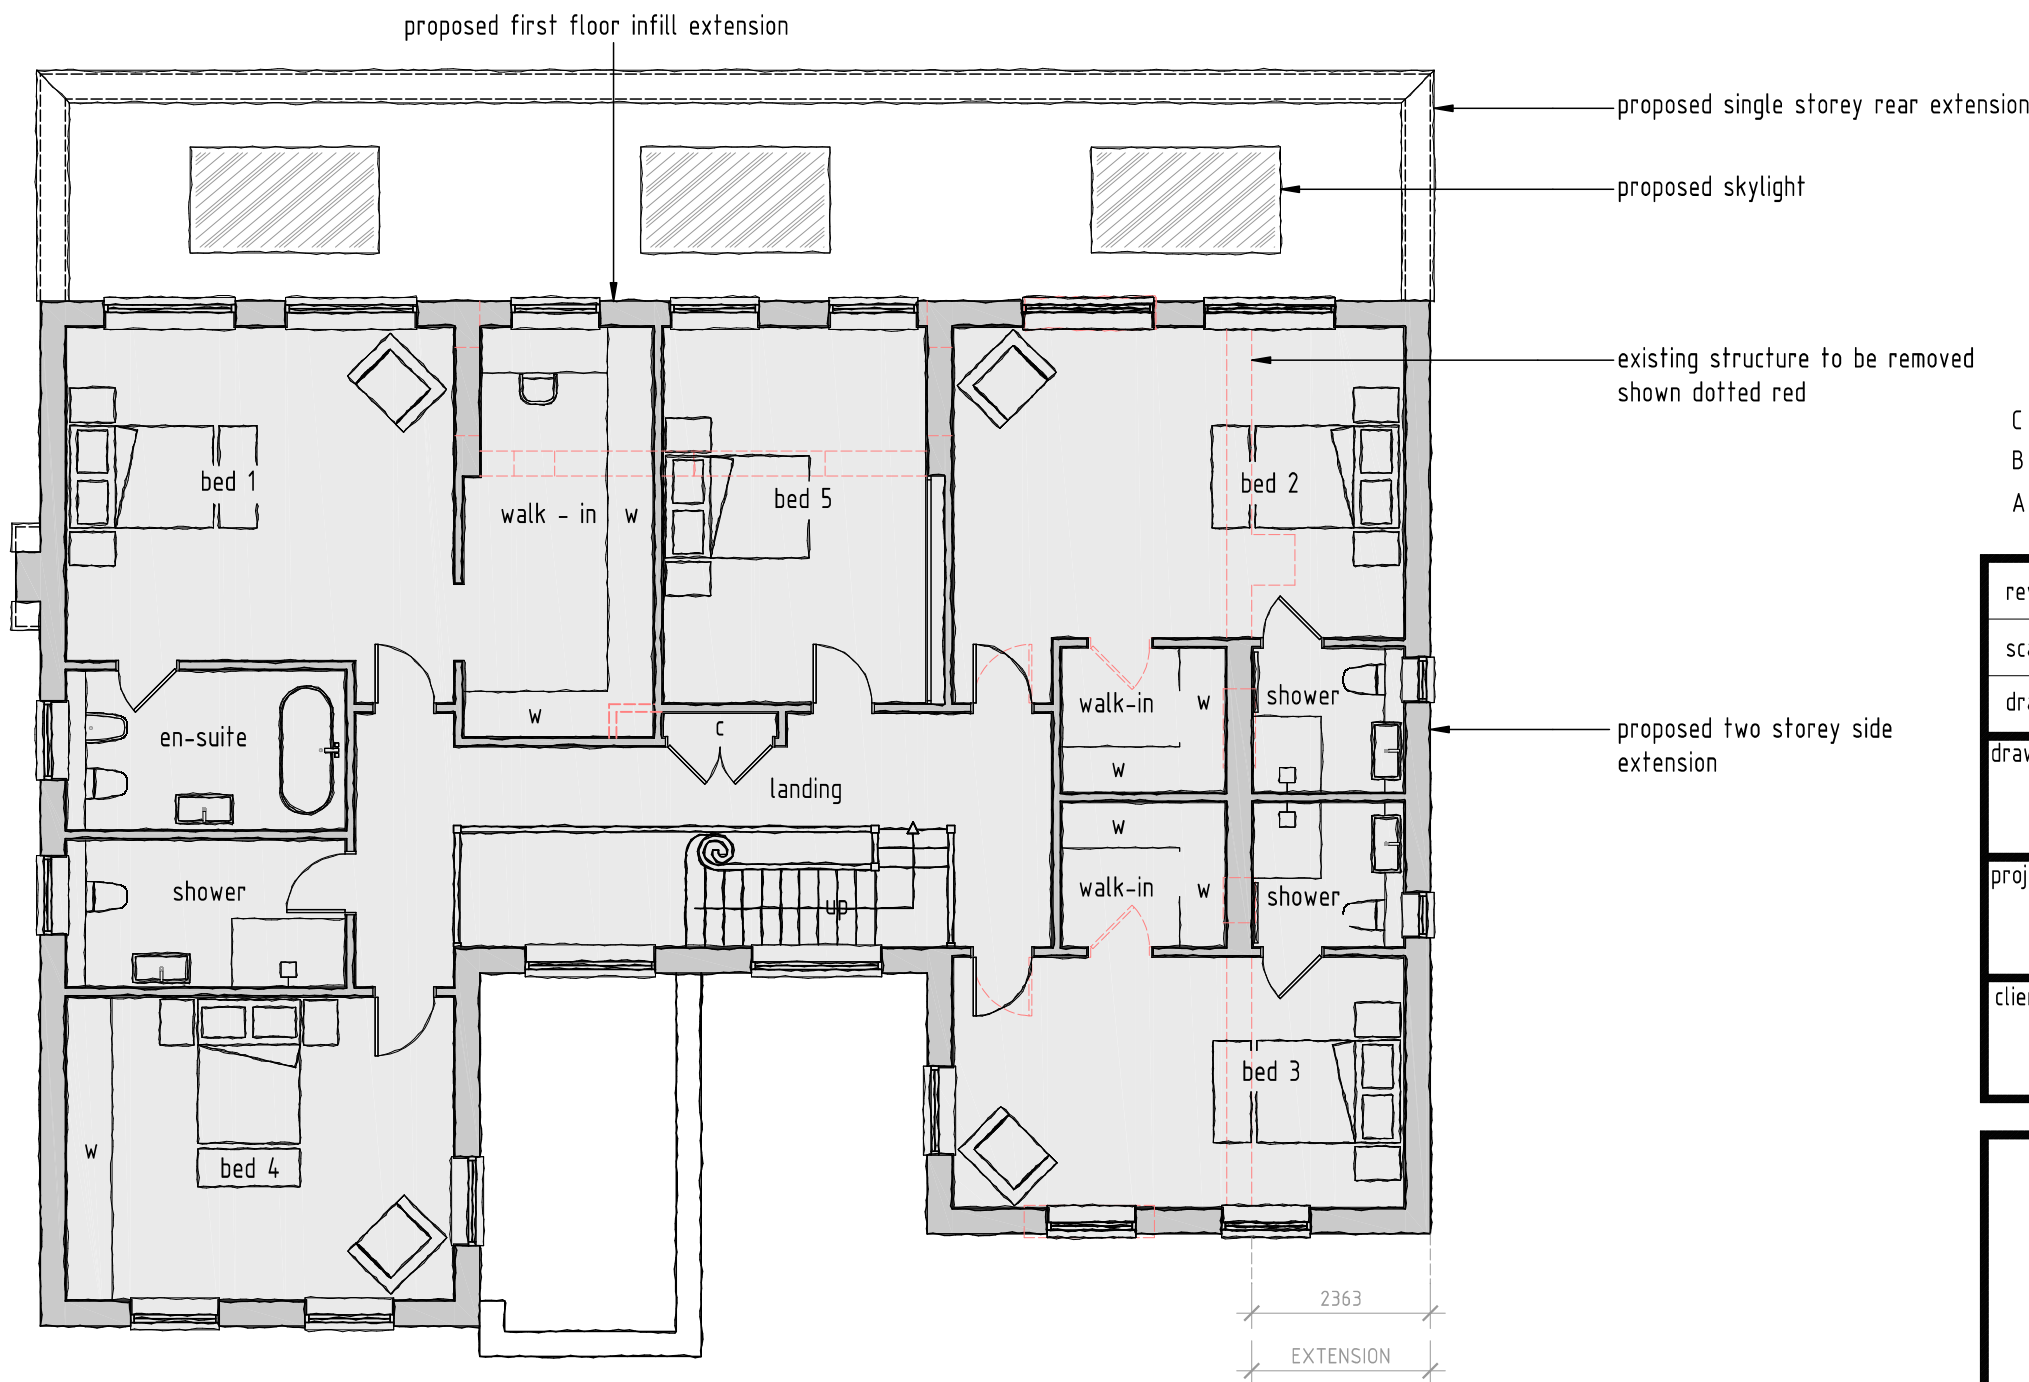 proposed first floor infill extension
proposed single storey rear extension
proposed skylight
existing structure to be removed
shown dotted red
C
B
A
bed 1
walk - in
w
bed 5
bed 2
w
C
en-suite
landing
walk-in
w
w
shower
proposed two storey side
extension
shower
up
w
walk-in
w
shower
bed 3
w
bed 4
2363
EXTENSION